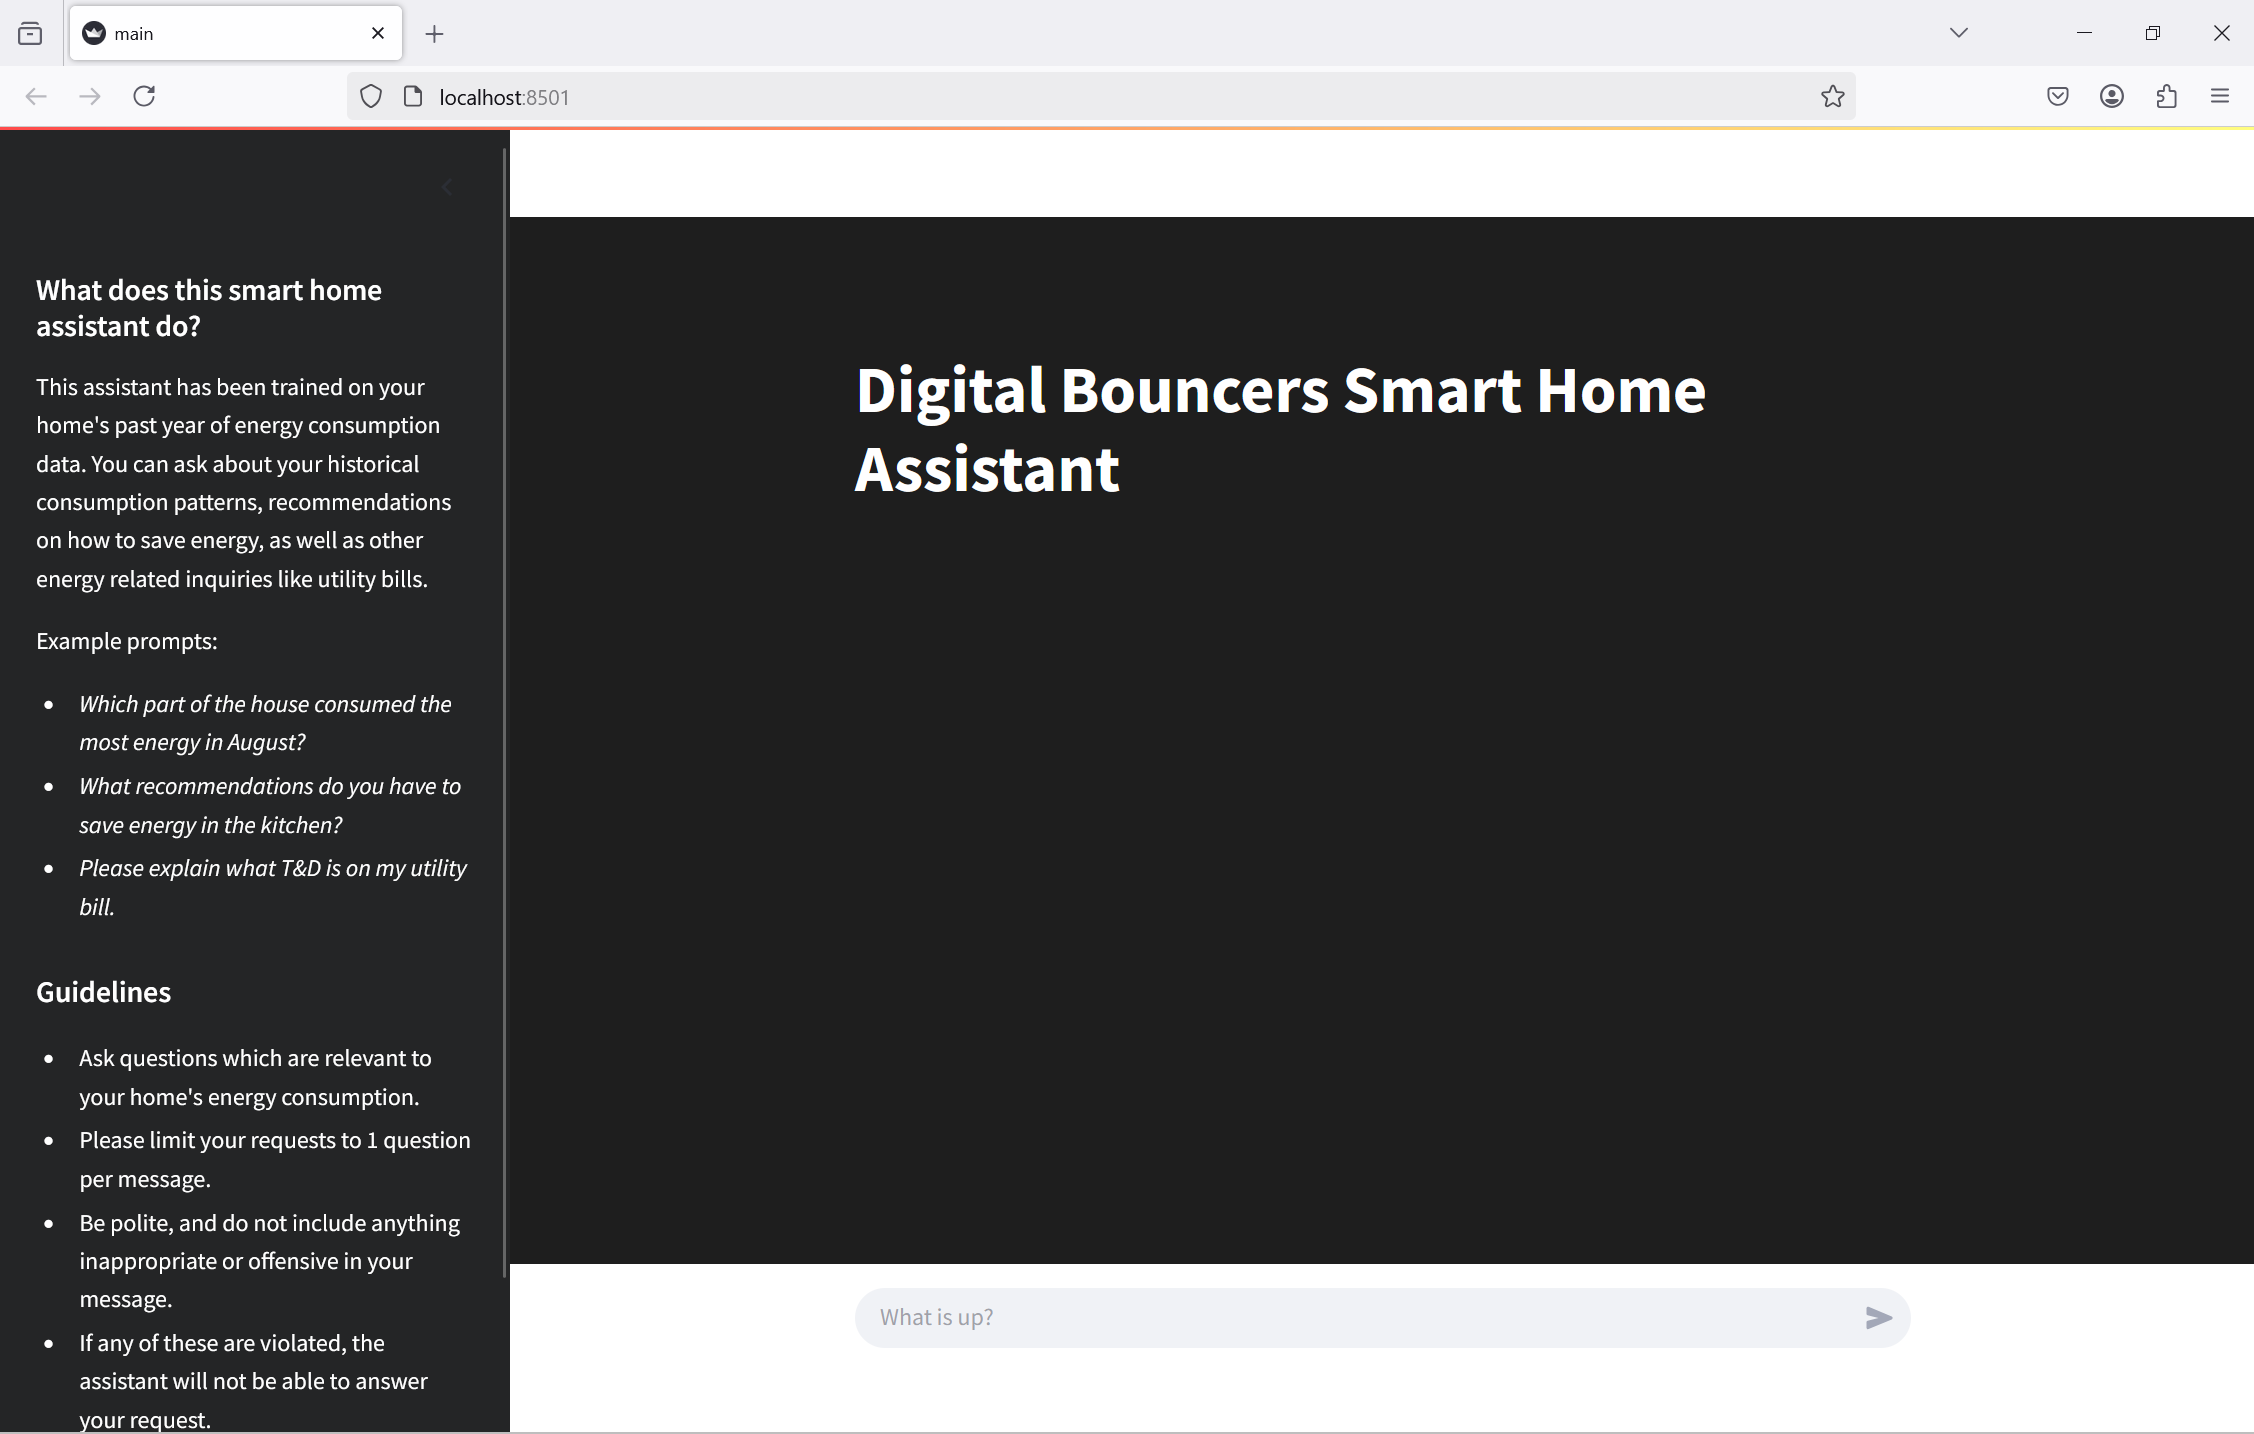 main
localhost:8501
What does this smart home
assistant do?
This assistant has been trained on your
home's past year of energy consumption
data. You can ask about your historical
consumption patterns, recommendations
on how to save energy, as well as other
energy related inquiries like utility bills.
Example prompts:
• Which part of the house consumed the
most energy in August?
• What recommendations do you have to
save energy in the kitchen?
• Please explain what T&D is on my utility
bill.
Guidelines
• Ask questions which are relevant to
your home's energy consumption.
• Please limit your requests to 1 question
per message.
• Be polite, and do not include anything
inappropriate or offensive in your
message.
• If any of these are violated, the
assistant will not be able to answer
your request.
Digital Bouncers Smart Home
Assistant
What is up?